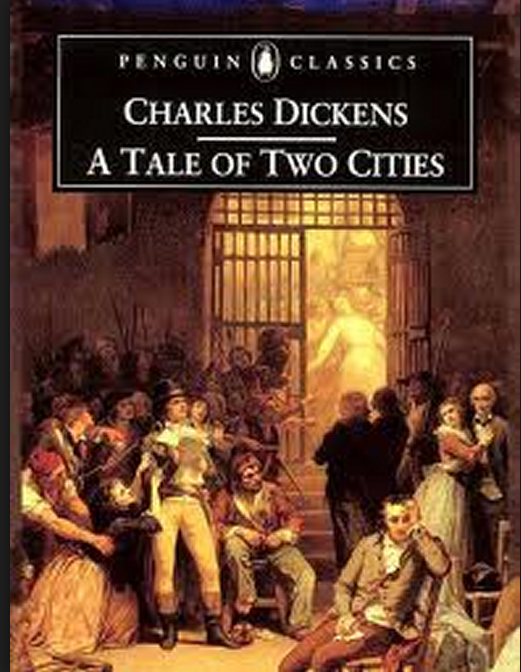 PENGUIN CLASSICS
CHARLES DICKENS
A TALE OF TWO CITIES